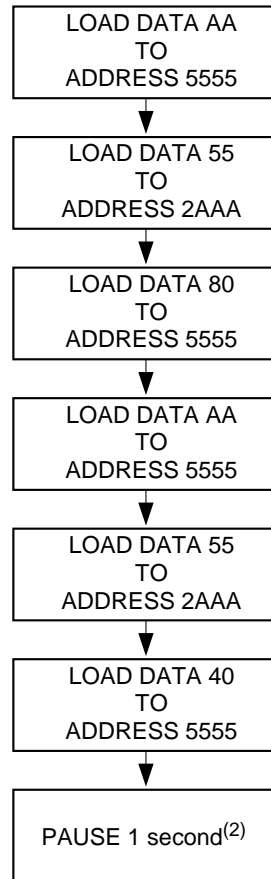 LOAD DATA AA
TO
ADDRESS 5555
LOAD DATA 55
TO
ADDRESS 2AAA
LOAD DATA 80
TO
ADDRESS 5555
LOAD DATA AA
TO
ADDRESS 5555
LOAD DATA 55
TO
ADDRESS 2AAA
LOAD DATA 40
TO
ADDRESS 5555
PAUSE 1 second(2)